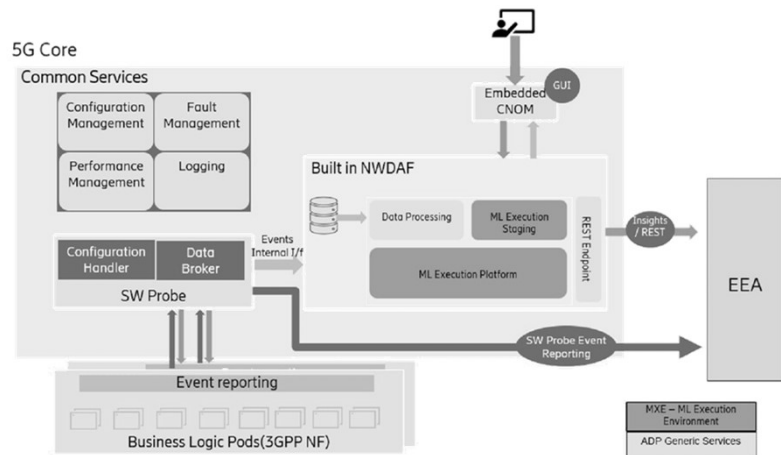 5G Core
Common Services
Configuration
Management
Fault
Management
Performance
Management
Logging
GUI
Embedded
CNOM
Built in NWDAF
Data Processing
ML Execution
Staging
ML Execution Platform
REST Endpoint
Insights
/ REST
EEA
Events
Internal I/f
Configuration
Handler
Data
Broker
SW Probe
SW Probe Event
Reporting
Event reporting
Business Logic Pods(3GPP NF)
MXE – ML Execution
Environment
ADP Generic Services